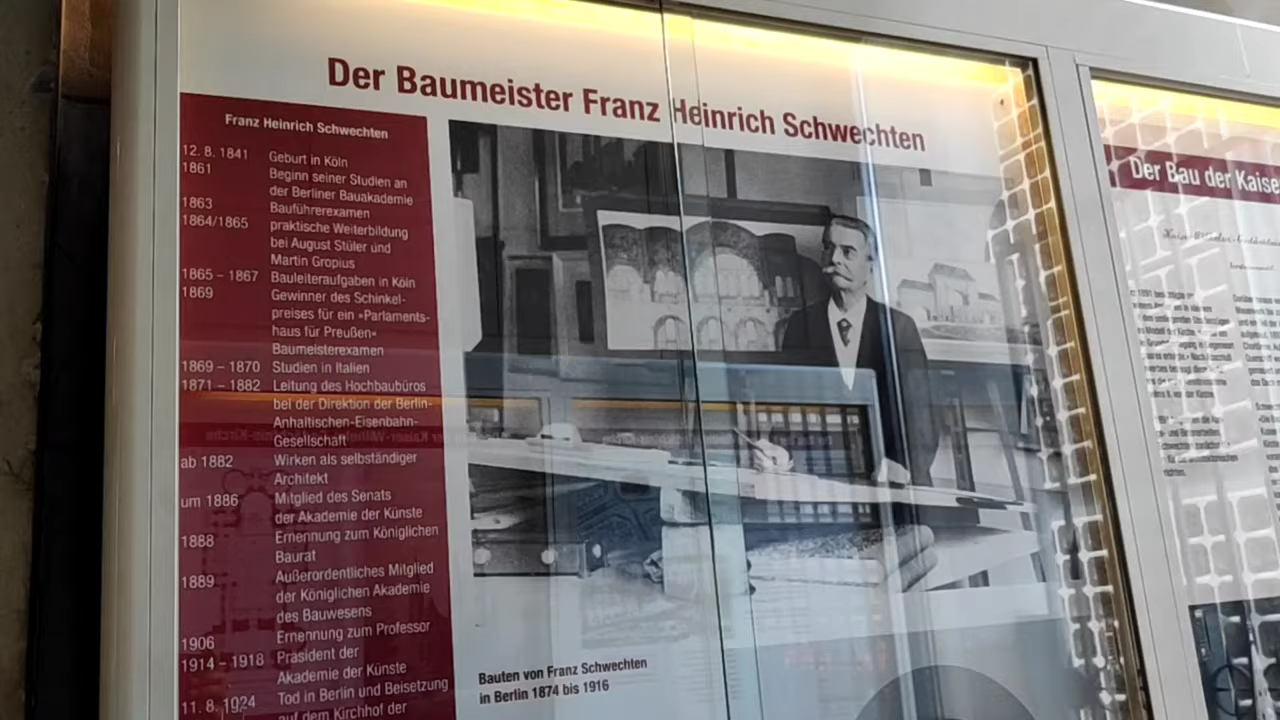 Der Baumeister Franz Heinrich Schwechten
Franz Heinrich Schwechten
12. 8. 1841 Geburt in Köln
1861 Beginn seiner Studien an
der Berliner Bauakademie
1863 Bauführerexamen
1864/1865 praktische Weiterbildung
bei August Stüler und
Martin Gropius
1865 – 1867 Bauleiteraufgaben in Köln
1869 Gewinner des Schinkel-
preises für ein »Parlaments-
haus für Preußen«
Baumeisterexamen
1869 – 1870 Studien in Italien
1871 – 1882 Leitung des Hochbaubüros
bei der Direktion der Berlin-
Anhaltischen-Eisenbahn-
Gesellschaft
ab 1882 Wirken als selbständiger
Architekt
um 1886 Mitglied des Senats
der Akademie der Künste
1888 Ernennung zum Königlichen
Baurat
1889 Außerordentliches Mitglied
der Königlichen Akademie
des Bauwesens
1906 Ernennung zum Professor
1914 – 1918 Präsident der
Akademie der Künste
11. 8. 1924 Tod in Berlin und Beisetzung
auf dem Kirchhof der
Bauten von Franz Schwechten
in Berlin 1874 bis 1916
Der Bau der Kaise